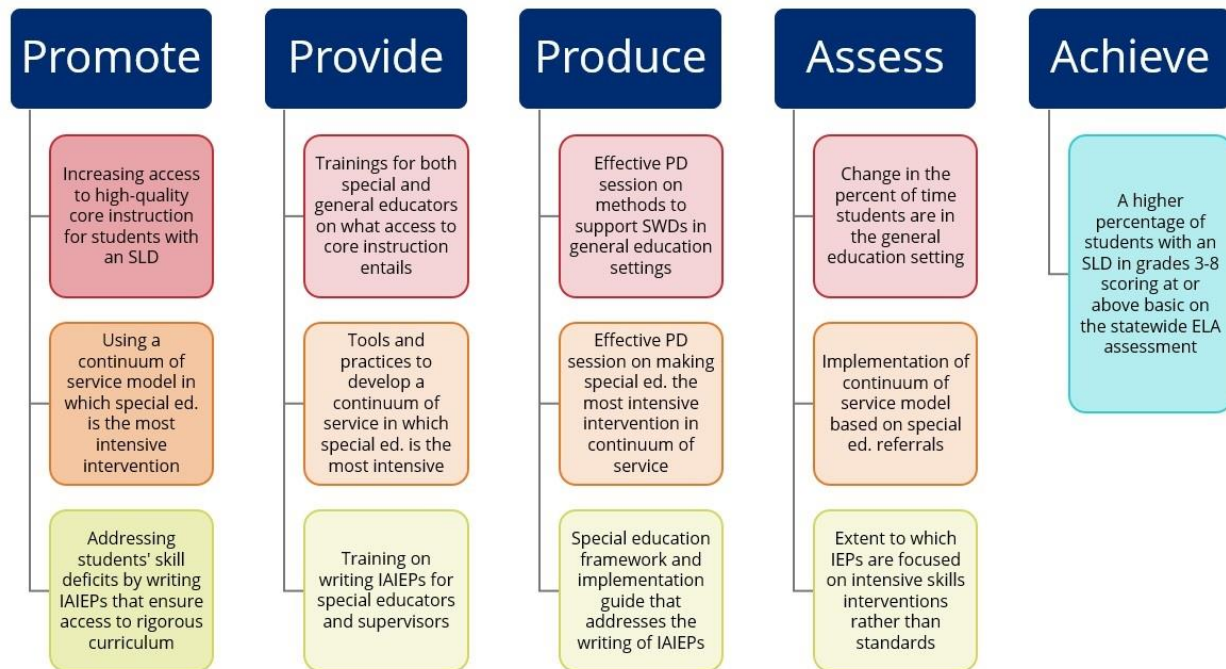 Promote
Increasing access
to high-quality
core instruction
for students with
an SLD
Using a
continuum of
service model in
which special ed.
is the most
intensive
intervention
Addressing
students' skill
deficits by writing
IAIEPs that ensure
access to rigorous
curriculum
Provide
Trainings for both
special and
general educators
on what access to
core instruction
entails
Tools and
practices to
develop a
continuum of
service in which
special ed. is the
most intensive
Training on
writing IAIEPs for
special educators
and supervisors
Produce
Effective PD
session on
methods to
support SWDs in
general education
settings
Effective PD
session on making
special ed. the
most intensive
intervention in
continuum of
service
Special education
framework and
implementation
guide that
addresses the
writing of IAIEPs
Assess
Change in the
percent of time
students are in
the general
education setting
Implementation of
continuum of
service model
based on special
ed. referrals
Extent to which
IEPs are focused
on intensive skills
interventions
rather than
standards
Achieve
A higher
percentage of
students with an
SLD in grades 3-8
scoring at or
above basic on
the statewide ELA
assessment